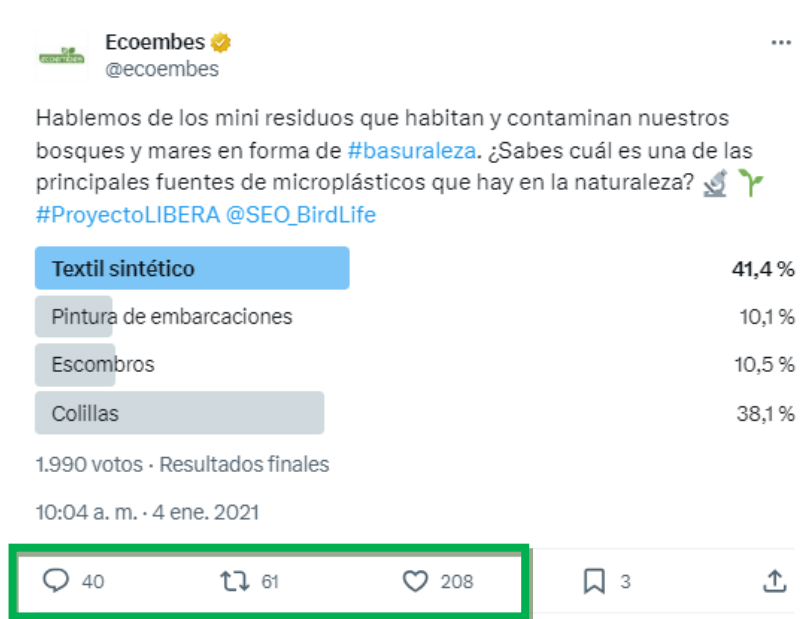 Ecoembes
@ecoembes
Hablemos de los mini residuos que habitan y contaminan nuestros
bosques y mares en forma de #basuraleza. ¿Sabes cuál es una de las
principales fuentes de microplásticos que hay en la naturaleza?
#ProyectoLIBERA @SEO_BirdLife
Textil sintético 41,4 %
Pintura de embarcaciones 10,1 %
Escombros 10,5 %
Colillas 38,1 %
1.990 votos · Resultados finales
10:04 a. m. · 4 ene. 2021
40 61 208 3